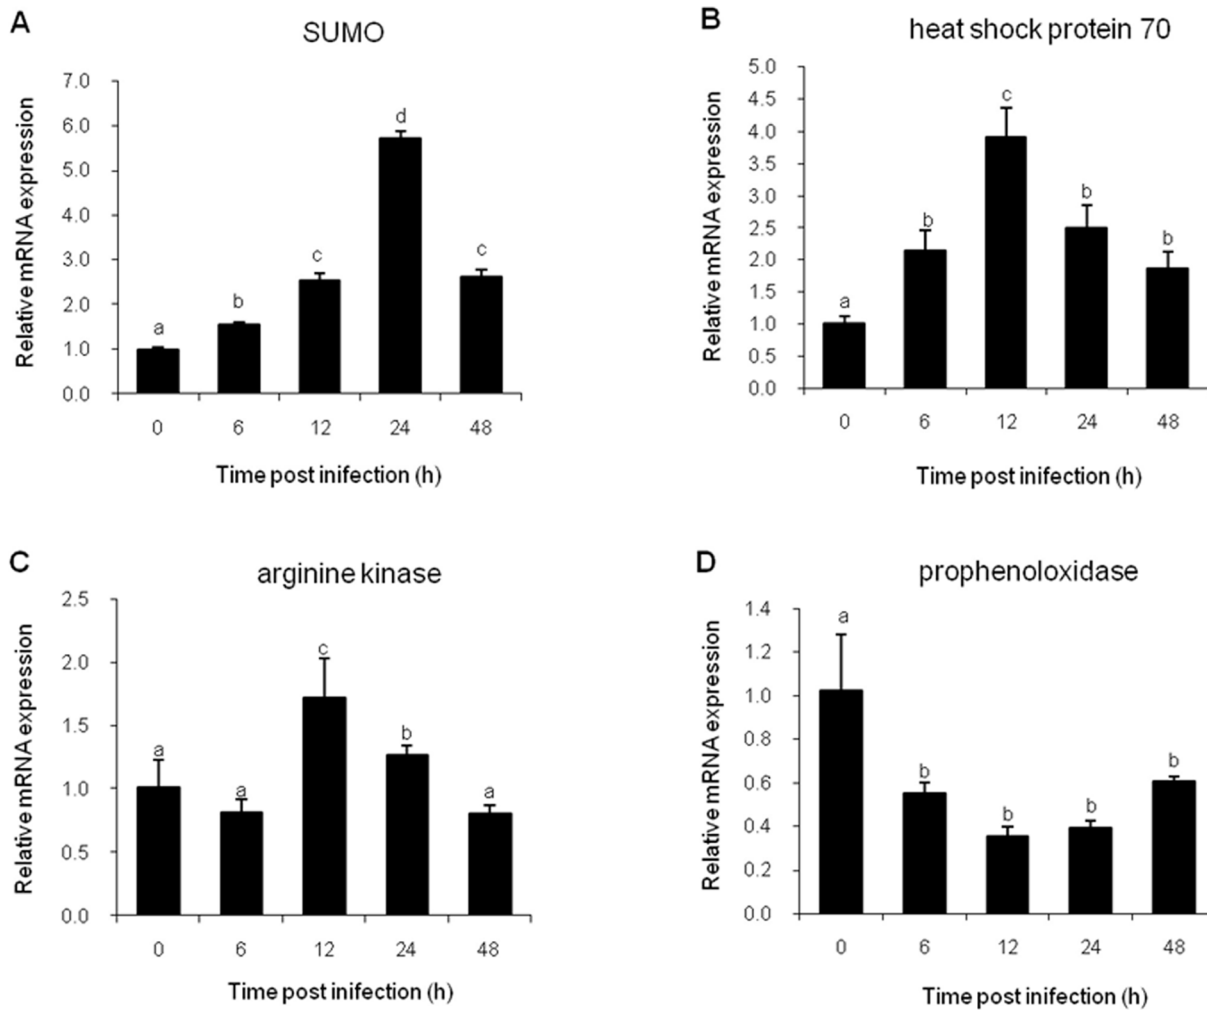 A
SUMO
Relative mRNA expression
7.0
6.0
5.0
4.0
3.0
2.0
1.0
0.0
a
b
c
d
c
0 6 12 24 48
Time post inifection (h)
B
heat shock protein 70
Relative mRNA expression
5.0
4.5
4.0
3.5
3.0
2.5
2.0
1.5
1.0
0.5
0.0
a
b
c
b
b
0 6 12 24 48
Time post inifection (h)
C
arginine kinase
Relative mRNA expression
2.5
2.0
1.5
1.0
0.5
0.0
a
a
c
b
a
0 6 12 24 48
Time post inifection (h)
D
prophenoloxidase
Relative mRNA expression
1.4
1.2
1.0
0.8
0.6
0.4
0.2
0.0
a
b
b
b
b
0 6 12 24 48
Time post inifection (h)